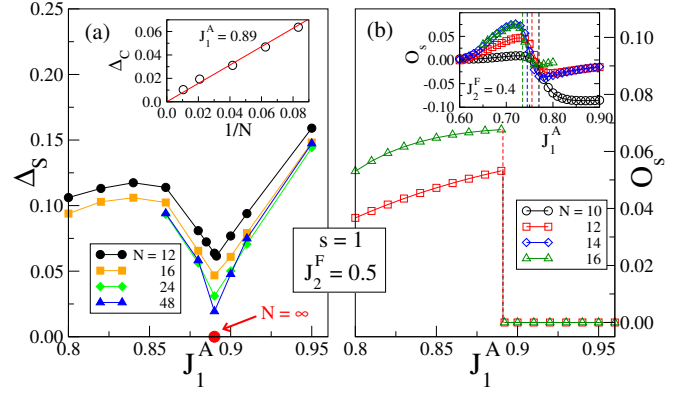 (a)
0.25
0.20
0.15
0.10
0.05
0.00
Δ_S
0.8
0.85
0.9
0.95
J_1^A
N = 12
16
24
48
N = ∞
0.06
0.04
0.02
0.0
Δ_C
J_1^A = 0.89
0.00
0.02
0.04
0.06
0.08
1/N
s = 1
J_2^F = 0.5
(b)
0.10
0.05
0.00
-0.05
-0.10
O_s
J_2^F = 0.4
0.60
0.70
0.80
0.90
J_1^A
N = 10
12
14
16
0.8
0.85
0.9
0.95
J_1^A
0.10
0.08
0.06
0.04
0.02
0.00
O_s